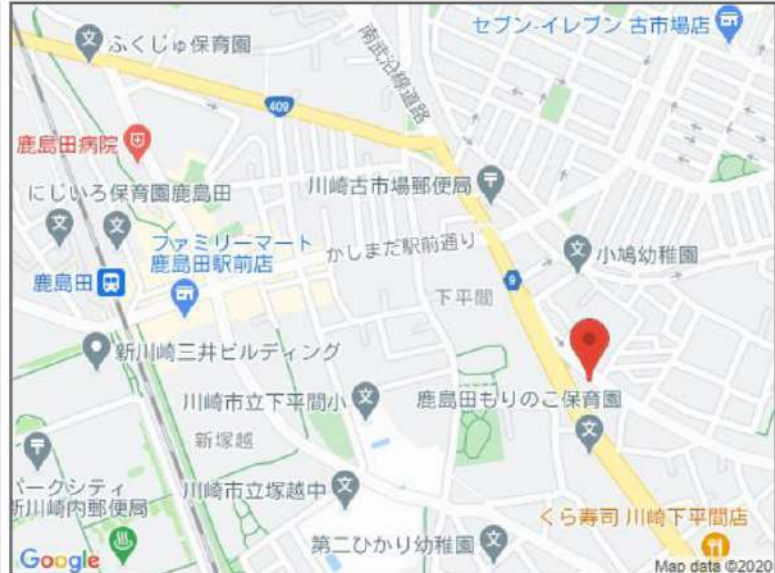 セブン-イレブン 古市場店
ふくじゅ保育園
南武沿線道路
409
鹿島田病院
川崎古市場郵便局
にじいろ保育園鹿島田
かしまだ駅前通り
小鳩幼稚園
ファミリーマート
鹿島田駅前店
鹿島田
9
下平間
新川崎三井ビルディング
川崎市立下平間小
鹿島田もりのこ保育園
新塚越
パークシティ
新川崎内郵便局
川崎市立塚越中
くら寿司 川崎下平間店
第二ひかり幼稚園
Google
Map data ©2020